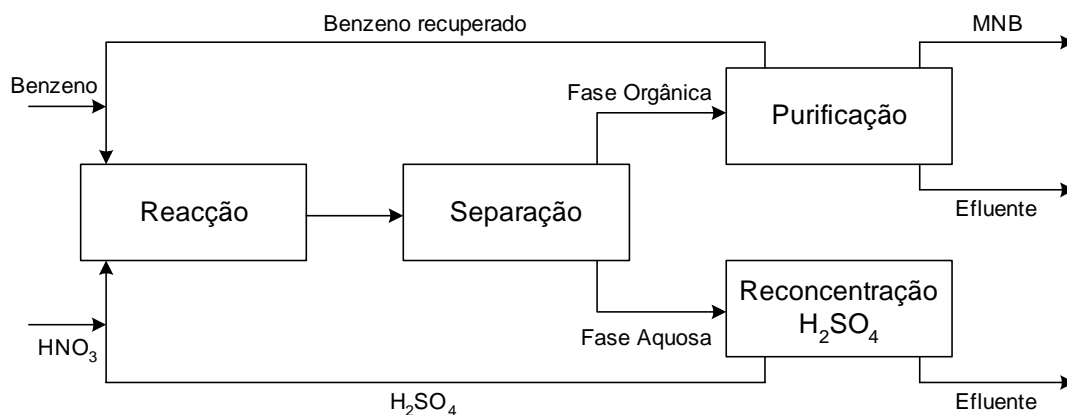 Benzeno recuperado
MNB
Benzeno
Fase Orgânica
Purificação
Reacção
Separação
Efluente
Reconcentração
H₂SO₄
HNO₃
Fase Aquosa
H₂SO₄
Efluente